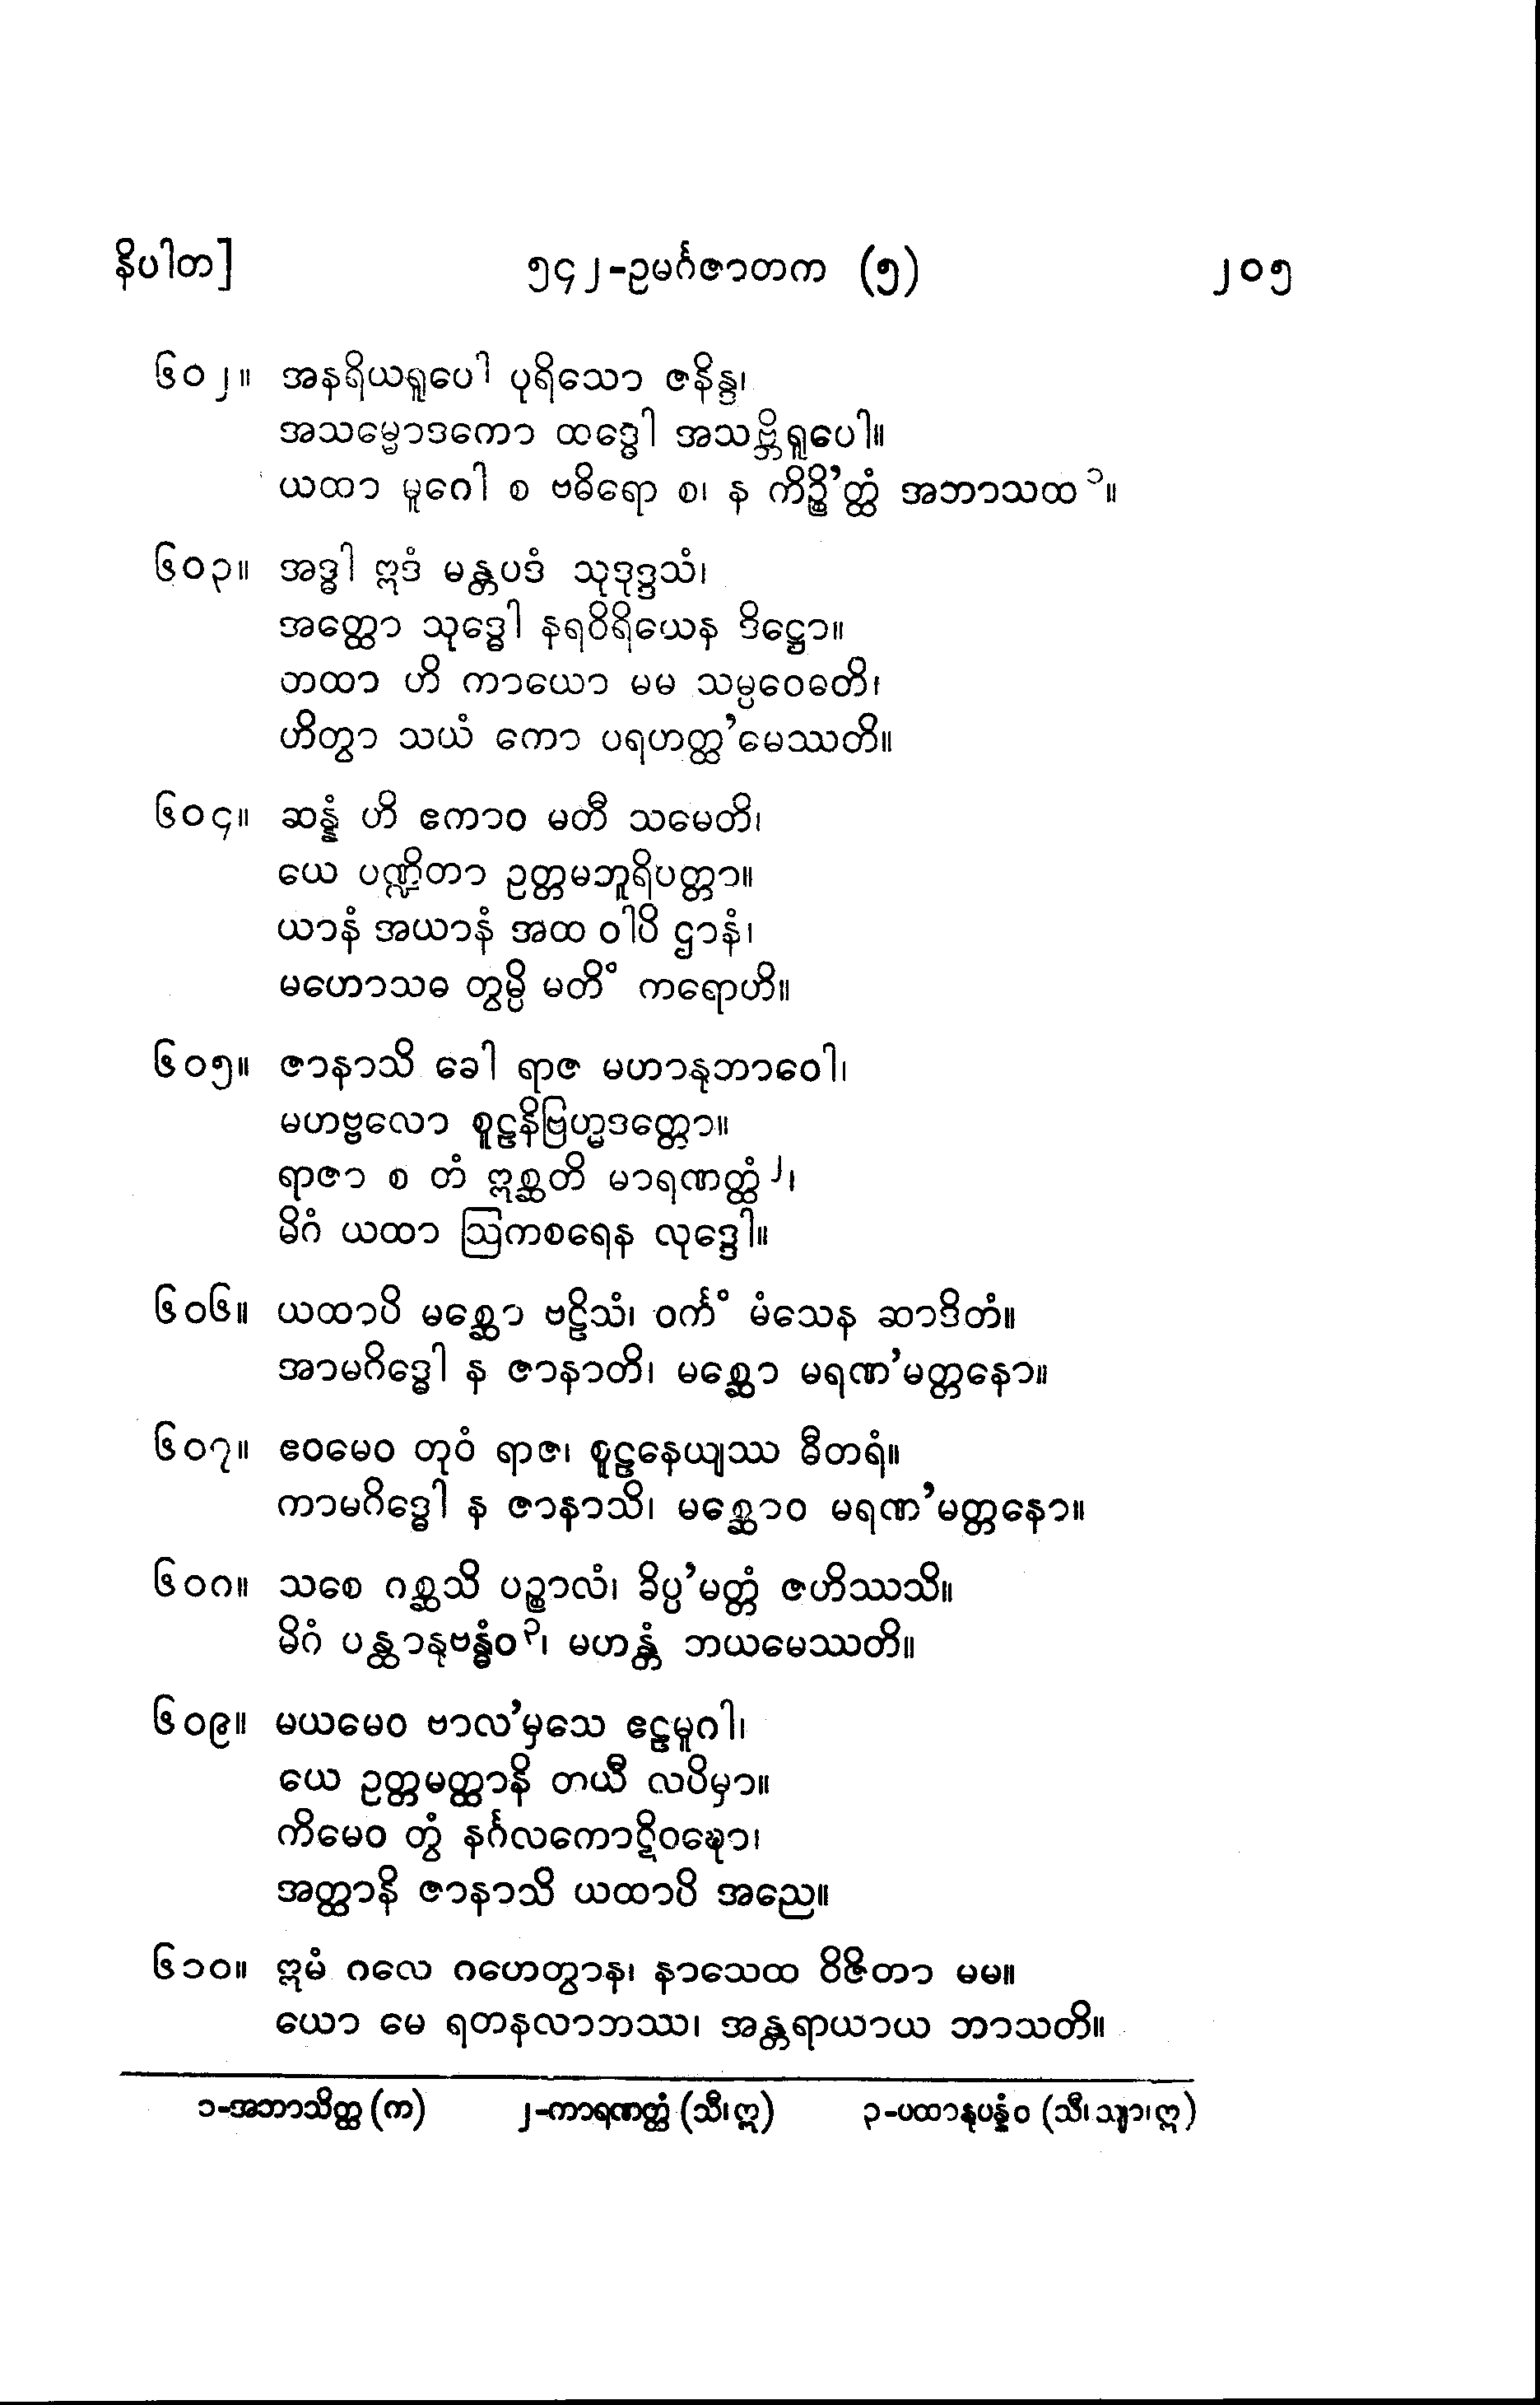 နိပါတ] ၅၄၂-ဥမင်္ဂဇာတက (၅) ၂၀၅
၆၀၂။ အနရိယရူပေါ ပုရိသော ဇနိန္ဒ၊
အသမ္မောဒကော ထဒ္ဓေါ အသဗ္ဘိရူပေါ။
ယထာ မူဂေါ စ ဗဓိရော စ၊ န ကိဉ္စိ’တ္ထံ အဘာသထ ၁။
၆၀၃။ အဒ္ဓါ ဣဒံ မန္တပဒံ သုဒုဒ္ဒသံ၊
အတ္ထော သုဒ္ဓေါ နရဝိရိယေန ဒိဋ္ဌော။
တထာ ဟိ ကာယော မမ သမ္ပဝေဓတိ၊
ဟိတွာ သယံ ကော ပရဟတ္ထ’မေဿတိ။
၆၀၄။ ဆန္နံ ဟိ ဧကာဝ မတီ သမေတိ၊
ယေ ပဏ္ဍိတာ ဥတ္တမဘူရိပတ္တာ။
ယာနံ အယာနံ အထ ဝါပိ ဌာနံ၊
မဟောသဓ တွမ္ပိ မတိံ ကရောဟိ။
၆၀၅။ ဇာနာသိ ခေါ ရာဇ မဟာနုဘာဝေါ၊
မဟဗ္ဗလော စူဠနိဗြဟ္မဒတ္တော။
ရာဇာ စ တံ ဣစ္ဆတိ မာရဏတ္ထံ ၂၊
မိဂံ ယထာ ဩကစရေန လုဒ္ဒေါ။
၆၀၆။ ယထာပိ မစ္ဆော ဗဠိသံ၊ ဝင်္ကံ မံသေန ဆာဒိတံ။
အာမဂိဒ္ဓေါ န ဇာနာတိ၊ မစ္ဆော မရဏ’မတ္တနော။
၆၀၇။ ဧဝမေဝ တုဝံ ရာဇ၊ စူဠနေယျဿ ဓီတရံ။
ကာမဂိဒ္ဓေါ န ဇာနာသိ၊ မစ္ဆောဝ မရဏ’မတ္တနော။
၆၀၈။ သစေ ဂစ္ဆသိ ပဉ္စာလံ၊ ခိပ္ပ’မတ္တံ ဇဟိဿသိ။
မိဂံ ပန္ထာနုဗန္ဓံဝ ၃၊ မဟန္တံ ဘယမေဿတိ။
၆၀၉။ မယမေဝ ဗာလ’မှသေ ဧဠမူဂါ၊
ယေ ဥတ္တမတ္ထာနိ တယီ လပိမှာ။
ကိမေဝ တွံ နင်္ဂလကောဋိဝဍ္ဎော၊
အတ္ထာနိ ဇာနာသိ ယထာပိ အညေ။
၆၁၀။ ဣမံ ဂလေ ဂဟေတွာန၊ နာသေထ ဝိဇိတာ မမ။
ယော မေ ရတနလာဘဿ၊ အန္တရာယာယ ဘာသတိ။
၁-အဘာသိတ္ထ (က) ၂-ကာရဏတ္ထံ (သီ၊ ဣ) ၃-ပထာနုပန္နံဝ (သီ၊ သျာ၊ ဣ)